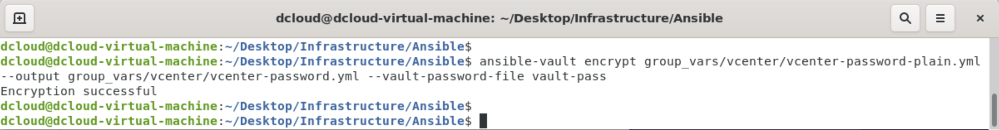 dcloud@dcloud-virtual-machine: ~/Desktop/Infrastructure/Ansible
dcloud@dcloud-virtual-machine:~/Desktop/Infrastructure/Ansible$
dcloud@dcloud-virtual-machine:~/Desktop/Infrastructure/Ansible$ ansible-vault encrypt group_vars/vcenter/vcenter-password-plain.yml
--output group_vars/vcenter/vcenter-password.yml --vault-password-file vault-pass
Encryption successful
dcloud@dcloud-virtual-machine:~/Desktop/Infrastructure/Ansible$
dcloud@dcloud-virtual-machine:~/Desktop/Infrastructure/Ansible$